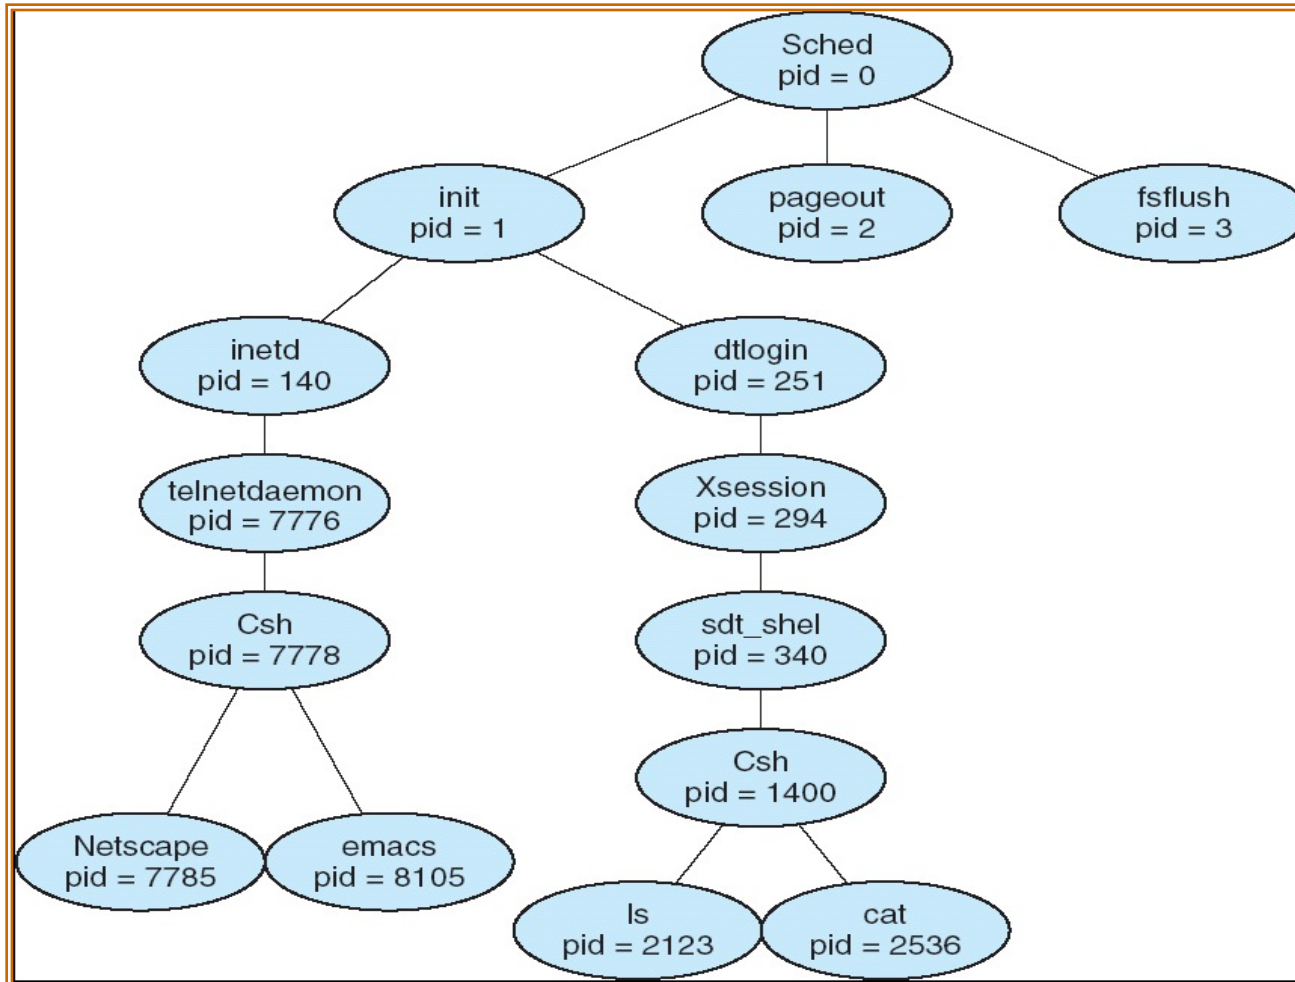 Sched
pid = 0
init
pid = 1
pageout
pid = 2
fsflush
pid = 3
inetd
pid = 140
dtlogin
pid = 251
telnetdaemon
pid = 7776
Xsession
pid = 294
Csh
pid = 7778
sdt_shel
pid = 340
Csh
pid = 1400
Netscape
pid = 7785
emacs
pid = 8105
ls
pid = 2123
cat
pid = 2536